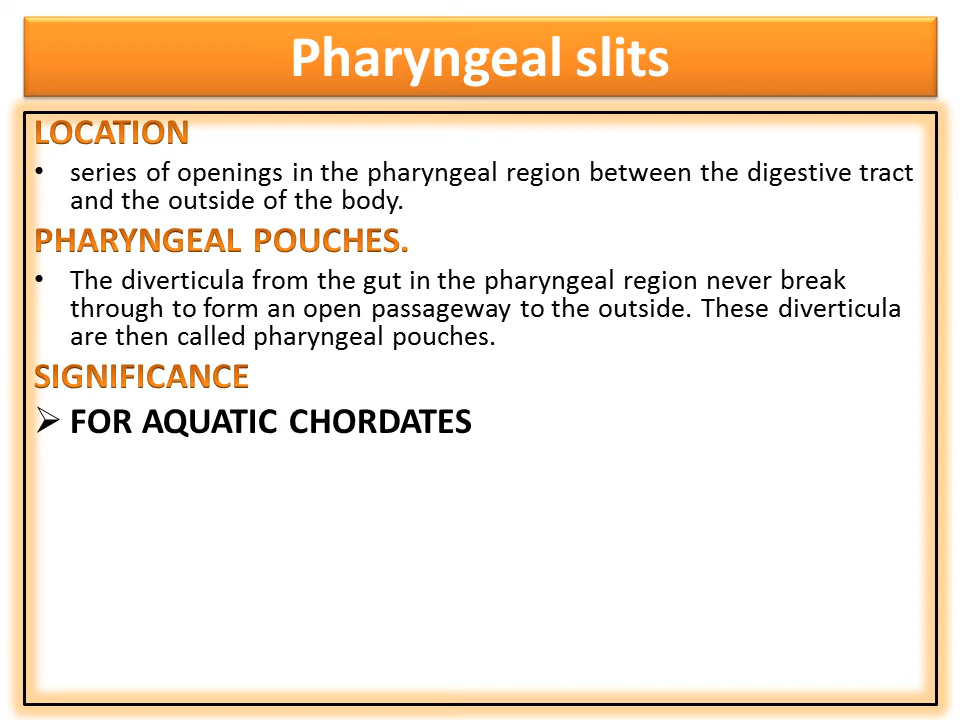 Pharyngeal slits
LOCATION
• series of openings in the pharyngeal region between the digestive tract
and the outside of the body.
PHARYNGEAL POUCHES.
• The diverticula from the gut in the pharyngeal region never break
through to form an open passageway to the outside. These diverticula
are then called pharyngeal pouches.
SIGNIFICANCE
➢ FOR AQUATIC CHORDATES